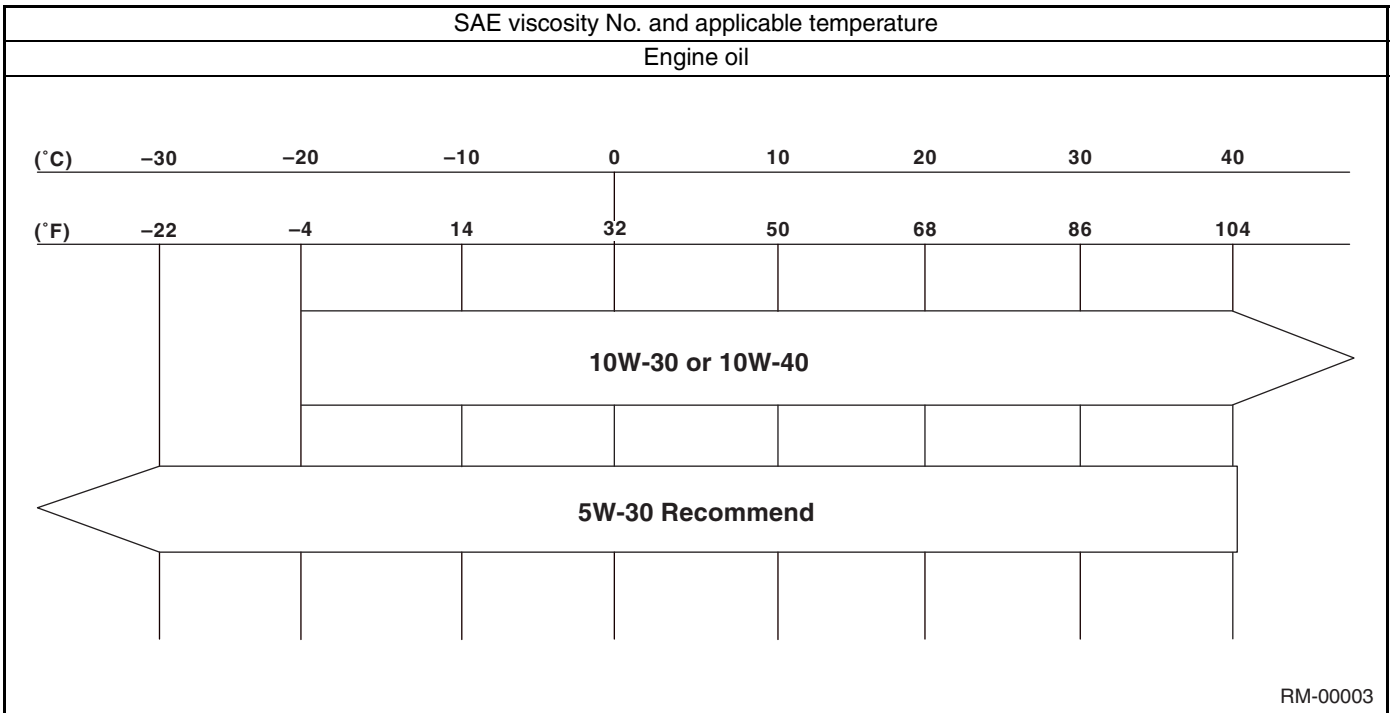 SAE viscosity No. and applicable temperature
Engine oil
(˚C) –30 –20 –10 0 10 20 30 40
(˚F) –22 –4 14 32 50 68 86 104
10W-30 or 10W-40
5W-30 Recommend
RM-00003